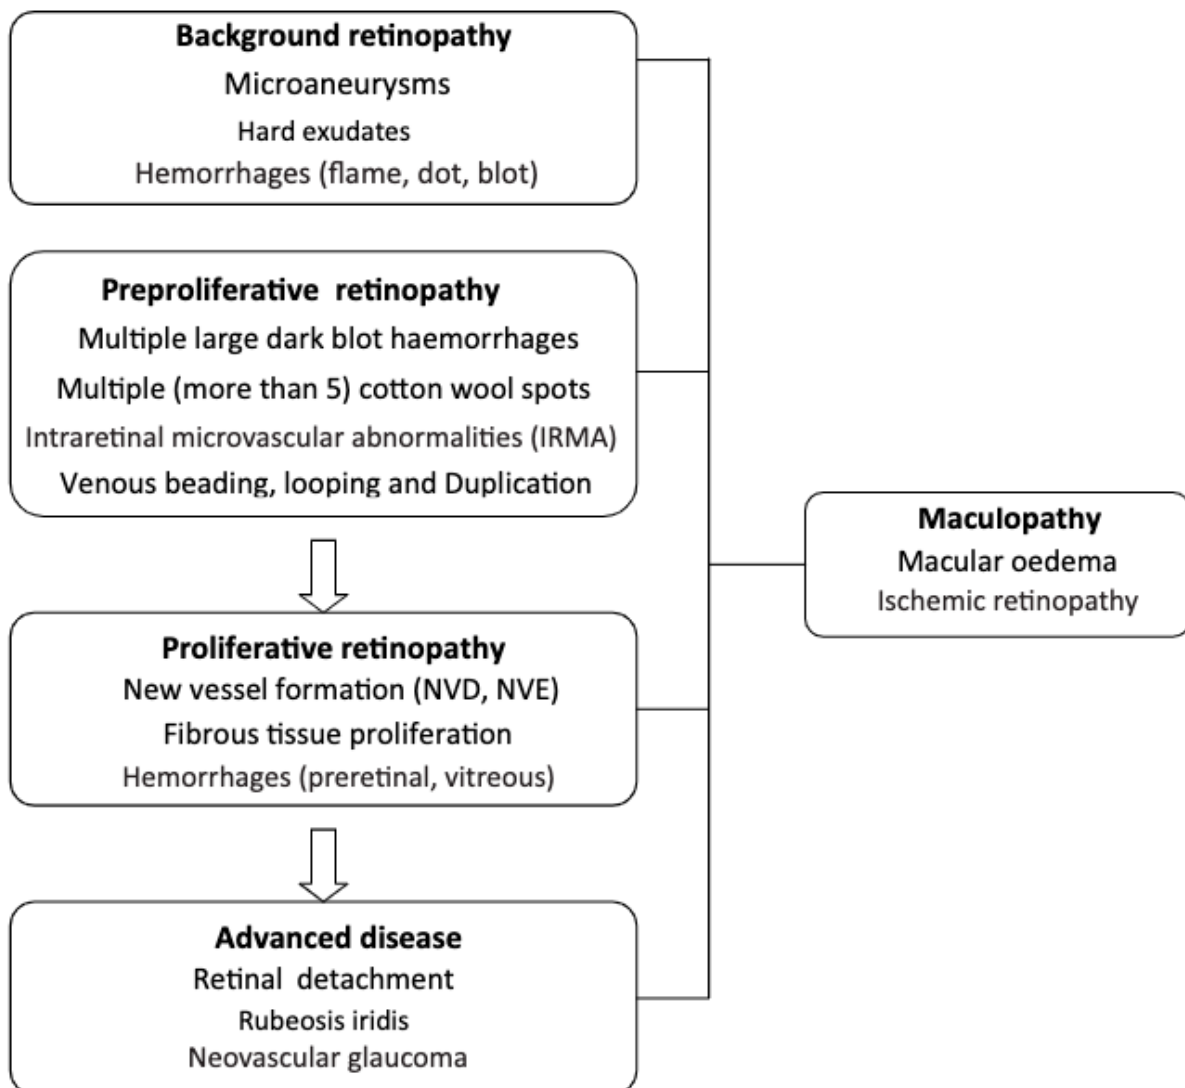 Background retinopathy
Microaneurysms
Hard exudates
Hemorrhages (flame, dot, blot)
Preproliferative retinopathy
Multiple large dark blot haemorrhages
Multiple (more than 5) cotton wool spots
Intraretinal microvascular abnormalities (IRMA)
Venous beading, looping and Duplication
Proliferative retinopathy
New vessel formation (NVD, NVE)
Fibrous tissue proliferation
Hemorrhages (preretinal, vitreous)
Advanced disease
Retinal detachment
Rubeosis iridis
Neovascular glaucoma
Maculopathy
Macular oedema
Ischemic retinopathy